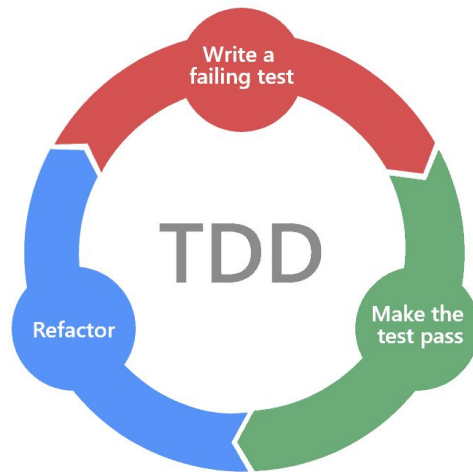 Write a
failing test
TDD
Make the
test pass
Refactor